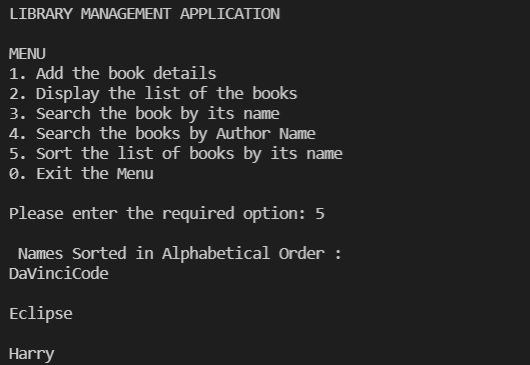 LIBRARY MANAGEMENT APPLICATION
MENU
1. Add the book details
2. Display the list of the books
3. Search the book by its name
4. Search the books by Author Name
5. Sort the list of books by its name
0. Exit the Menu
Please enter the required option: 5
Names Sorted in Alphabetical Order :
DaVinciCode
Eclipse
Harry